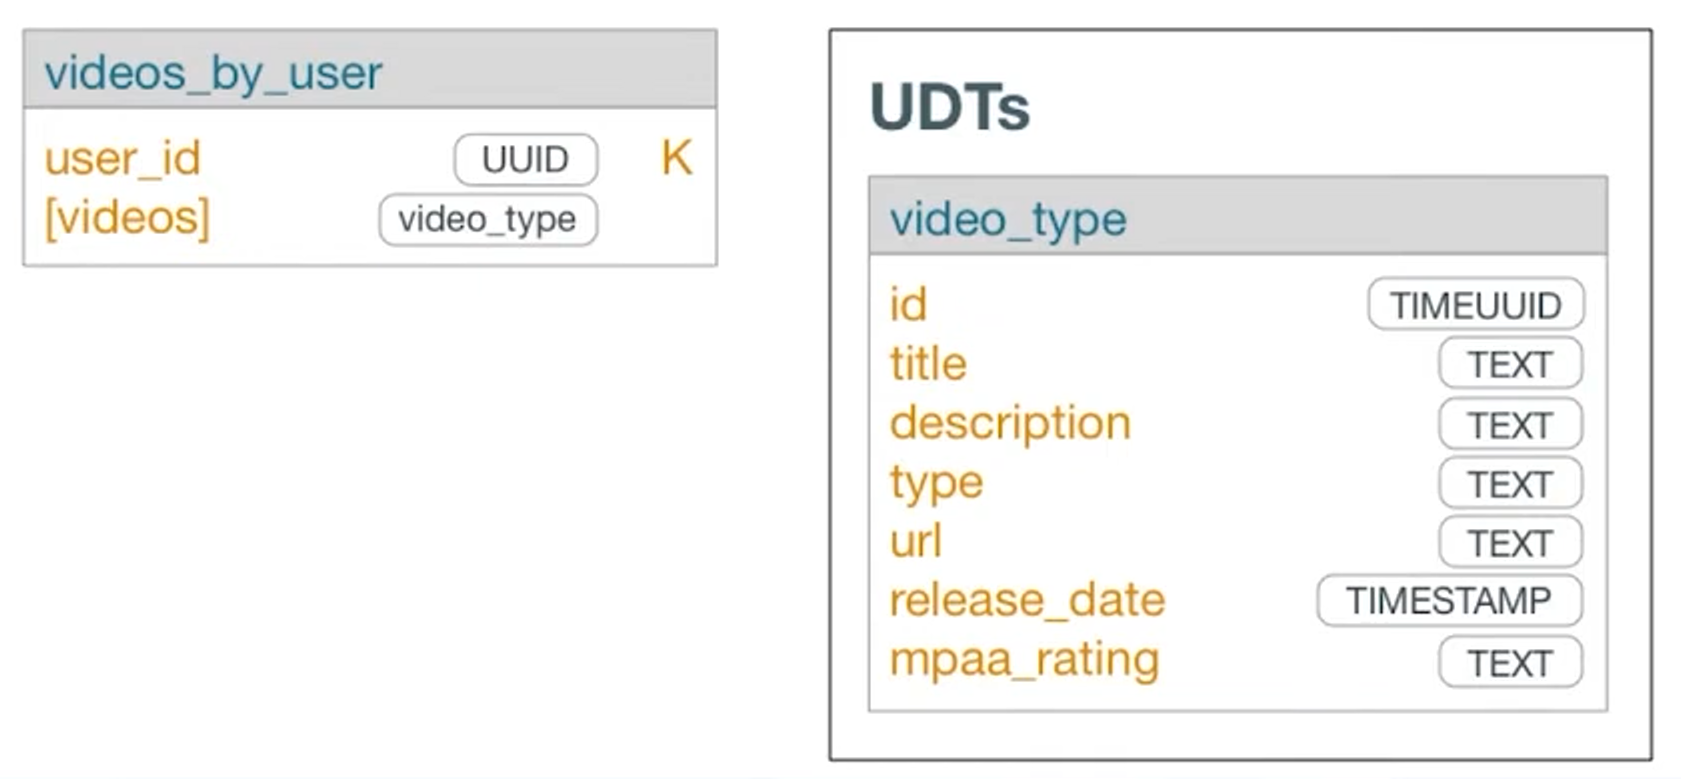 videos_by_user
user_id UUID K
[videos] video_type
UDTs
video_type
id TIMEUUID
title TEXT
description TEXT
type TEXT
url TEXT
release_date TIMESTAMP
mpaa_rating TEXT